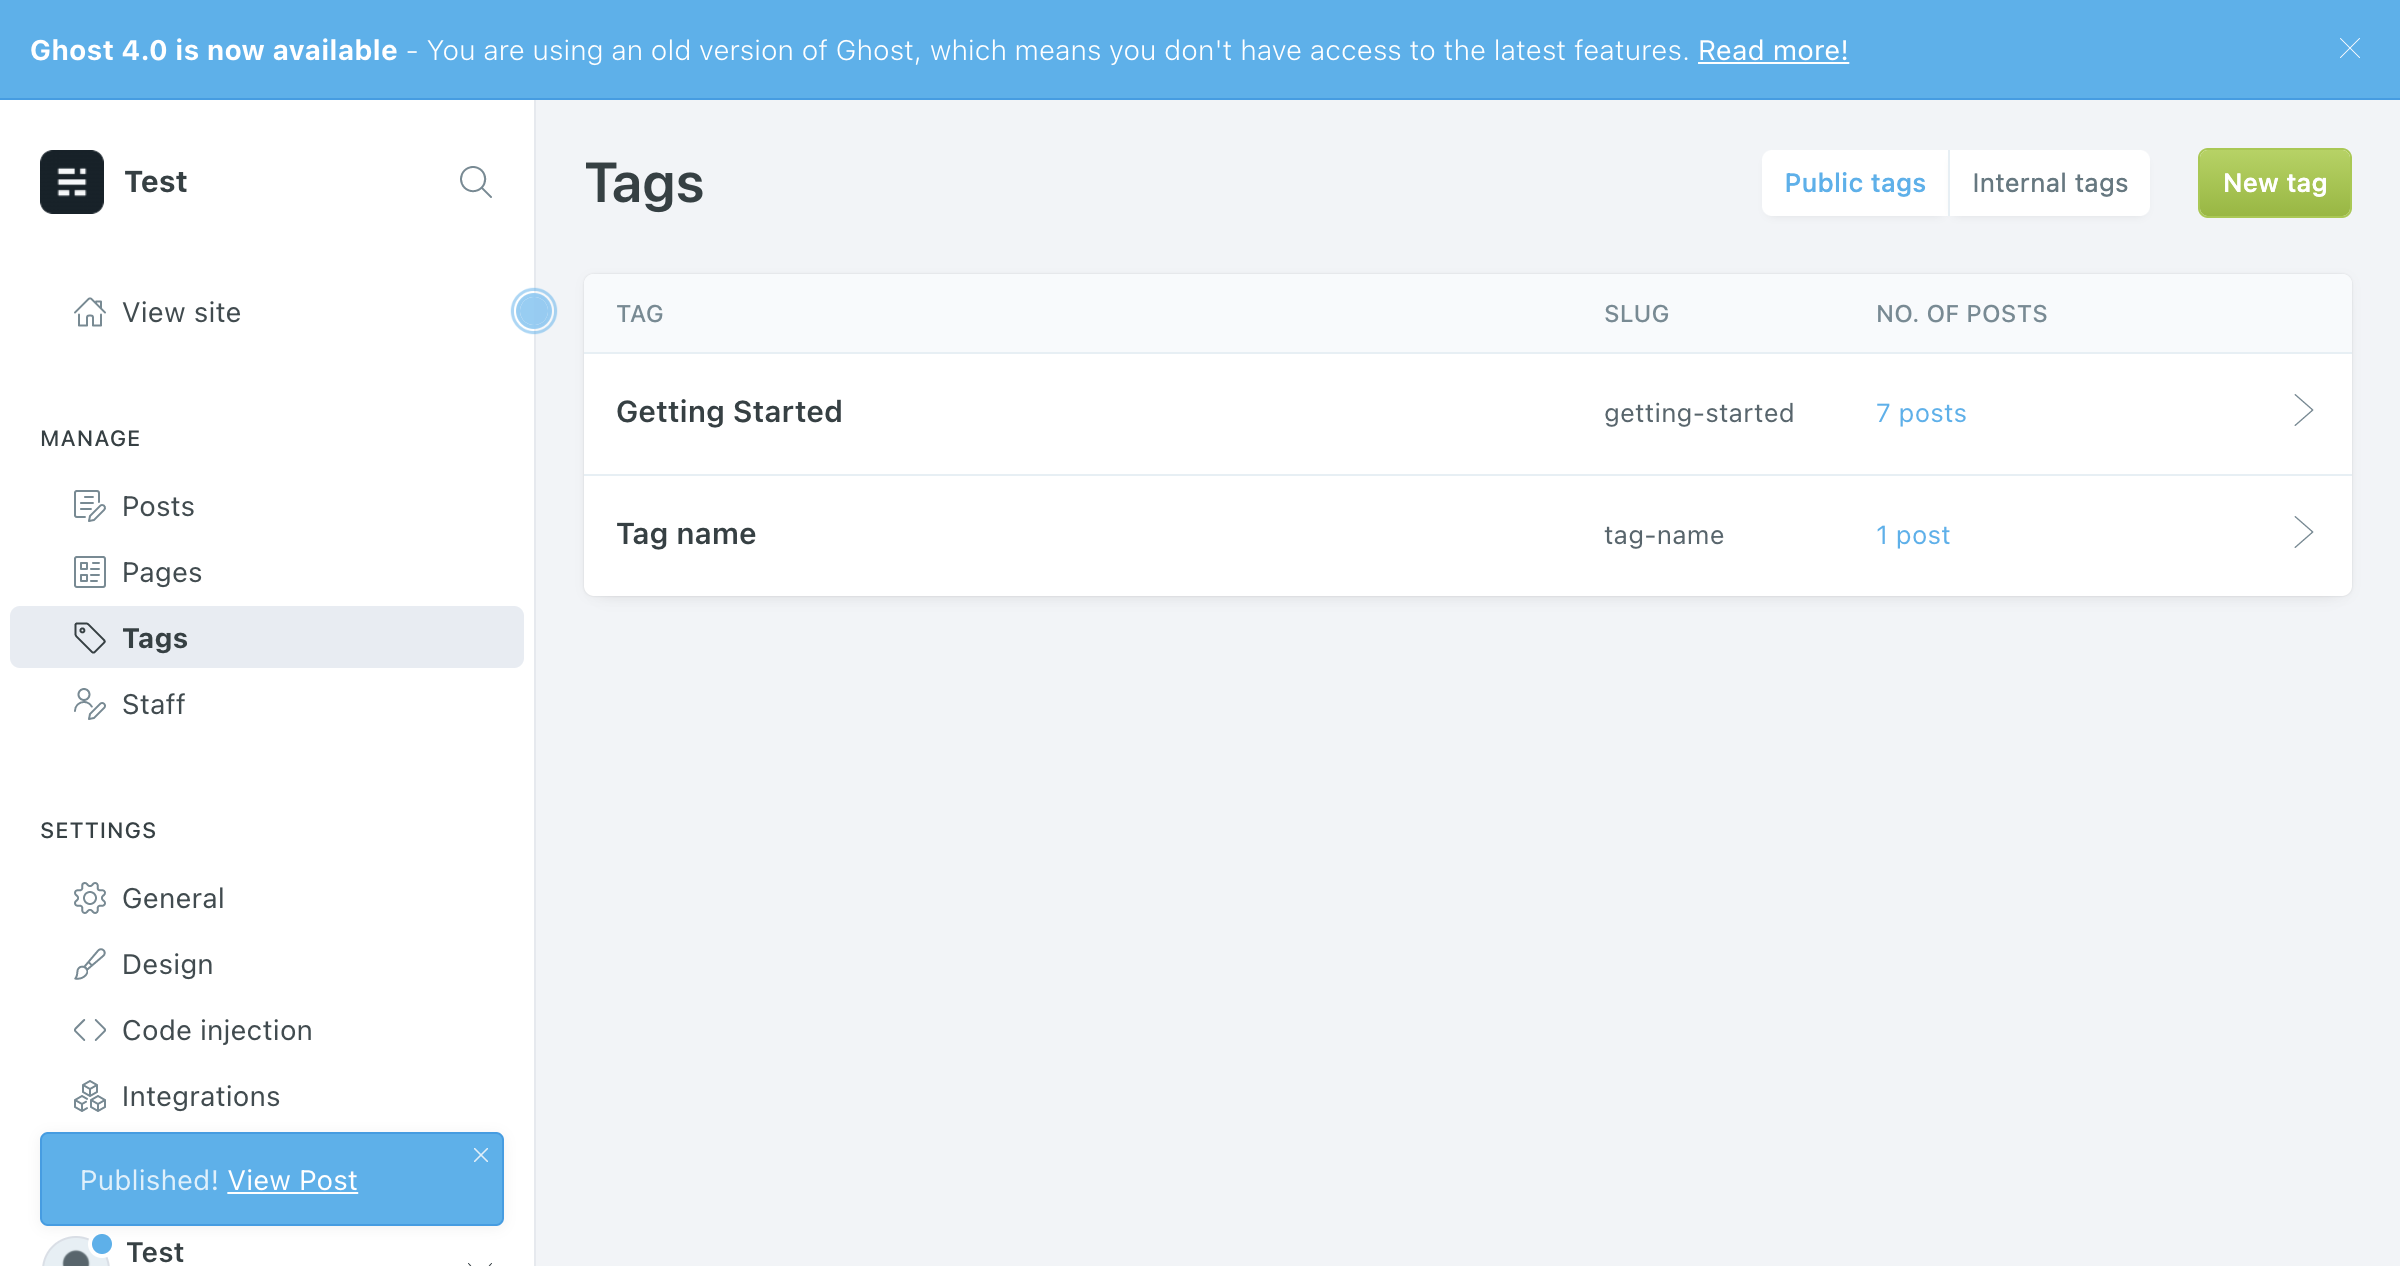 Ghost 4.0 is now available - You are using an old version of Ghost, which means you don't have access to the latest features. Read more!
Test
View site
MANAGE
Posts
Pages
Tags
Staff
SETTINGS
General
Design
Code injection
Integrations
Published! View Post
Test
Tags
Public tags
Internal tags
New tag
TAG SLUG NO. OF POSTS
Getting Started getting-started 7 posts
Tag name tag-name 1 post